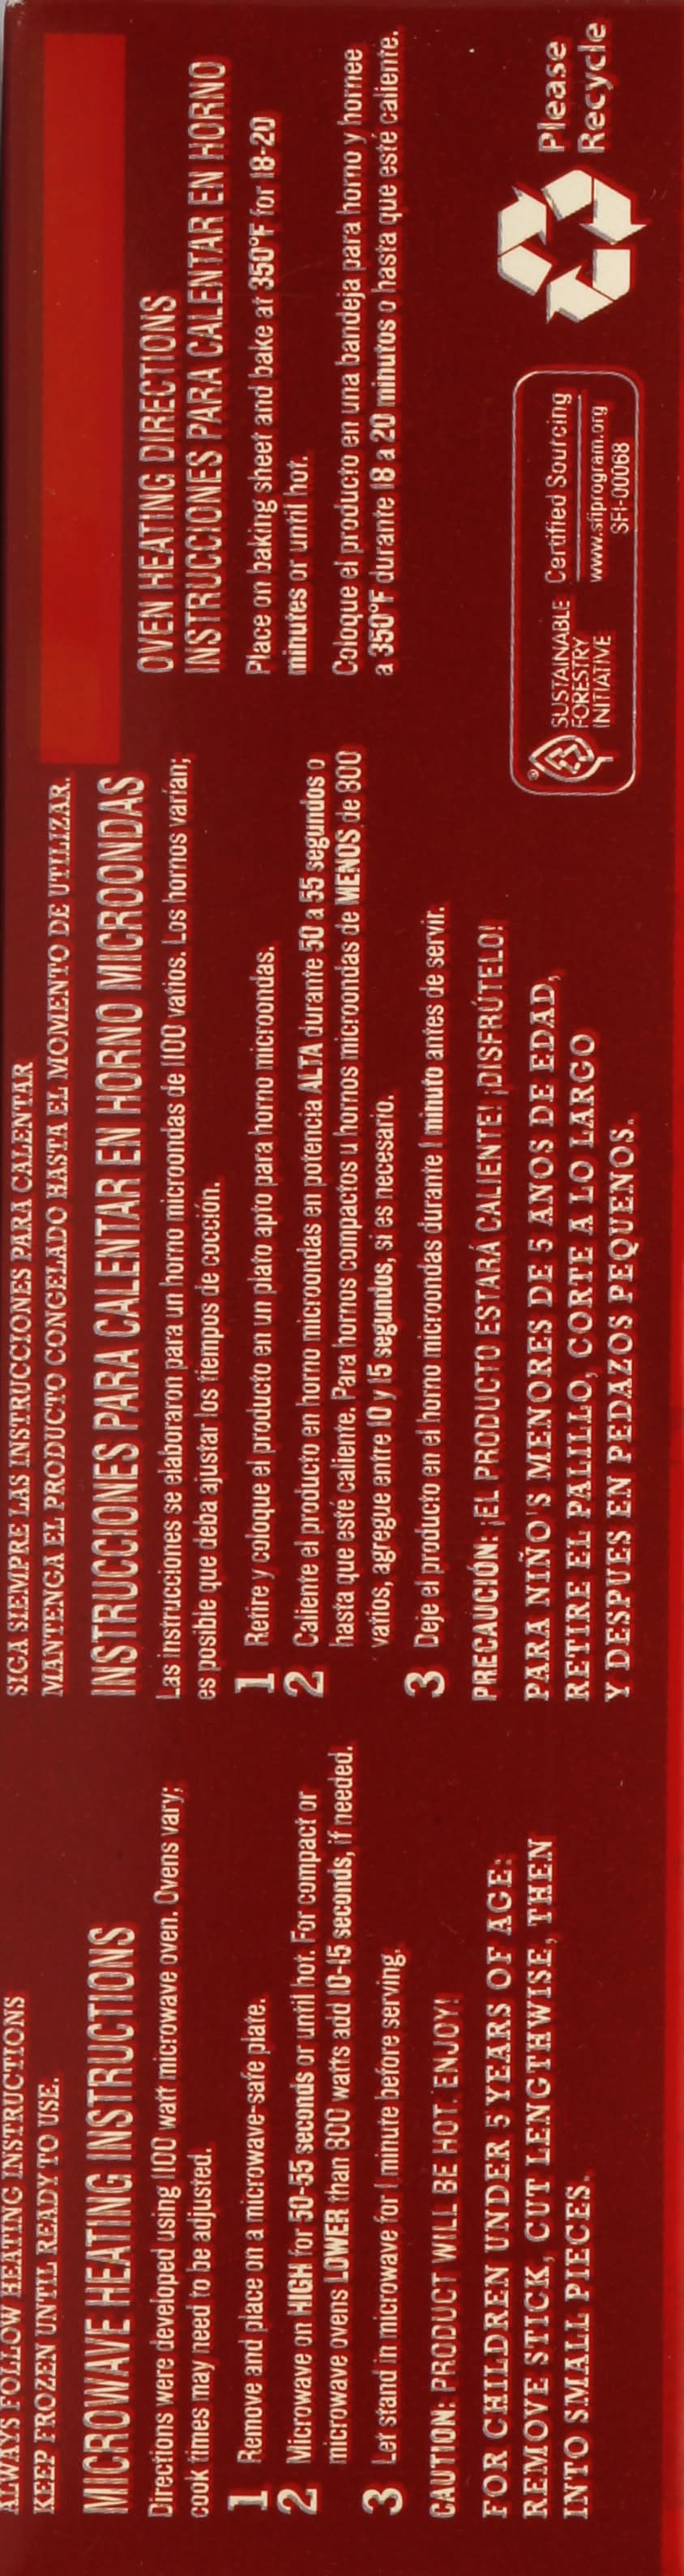 ALWAYS FOLLOW HEATING INSTRUCTIONS
KEEP FROZEN UNTIL READY TO USE.
MICROWAVE HEATING INSTRUCTIONS
Directions were developed using 1100 watt microwave oven. Ovens vary;
cook times may need to be adjusted.
1 Remove and place on a microwave-safe plate.
2 Microwave on HIGH for 50-55 seconds or until hot. For compact or
microwave ovens LOWER than 800 watts add 10-15 seconds, if needed.
3 Let stand in microwave for 1 minute before serving.
CAUTION: PRODUCT WILL BE HOT. ENJOY!
FOR CHILDREN UNDER 5 YEARS OF AGE:
REMOVE STICK, CUT LENGTHWISE, THEN
INTO SMALL PIECES.
SIGA SIEMPRE LAS INSTRUCCIONES PARA CALENTAR
MANTENGA EL PRODUCTO CONGELADO HASTA EL MOMENTO DE UTILIZAR.
INSTRUCCIONES PARA CALENTAR EN HORNO MICROONDAS
Las instrucciones se elaboraron para un horno microondas de 1100 vatios. Los hornos varían;
es posible que deba ajustar los tiempos de cocción.
1 Retire y coloque el producto en un plato apto para horno microondas.
2 Caliente el producto en horno microondas en potencia ALTA durante 50 a 55 segundos o
hasta que esté caliente. Para hornos compactos u hornos microondas de MENOS de 800
vatios, agregue entre 10 y 15 segundos, si es necesario.
3 Deje el producto en el horno microondas durante 1 minuto antes de servir.
PRECAUCIÓN: ¡EL PRODUCTO ESTARÁ CALIENTE! ¡DISFRÚTELO!
PARA NIÑO'S MENORES DE 5 ANOS DE EDAD,
RETIRE EL PALILLO, CORTE A LO LARGO
Y DESPUES EN PEDAZOS PEQUENOS.
OVEN HEATING DIRECTIONS
INSTRUCCIONES PARA CALENTAR EN HORNO
Place on baking sheet and bake at 350°F for 18-20
minutes or until hot.
Coloque el producto en una bandeja para horno y hornee
a 350°F durante 18 a 20 minutos o hasta que esté caliente.
®
SUSTAINABLE
FORESTRY
INITIATIVE
Certified Sourcing
www.sfiprogram.org
SFI-00068
Please
Recycle